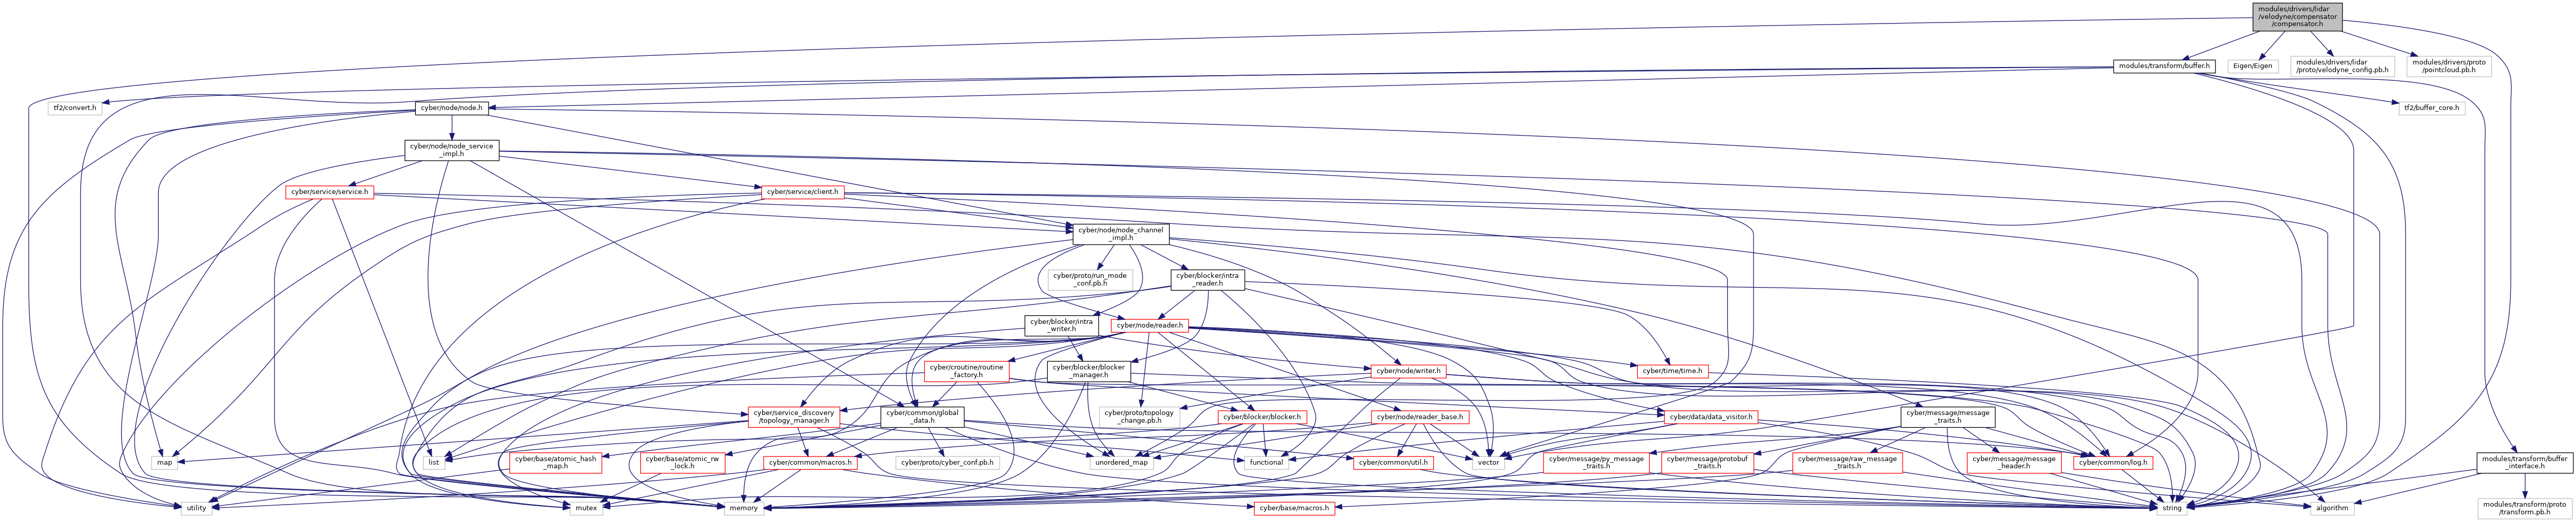 modules/drivers/lidar
/velodyne/compensator
/compensator.h
modules/transform/buffer.h
Eigen/Eigen
modules/drivers/lidar
/proto/velodyne_config.pb.h
modules/drivers/proto
/pointcloud.pb.h
tf2/convert.h
cyber/node/node.h
tf2/buffer_core.h
cyber/node/node_service
_impl.h
cyber/service/service.h
cyber/service/client.h
cyber/node/node_channel
_impl.h
cyber/proto/run_mode
_conf.pb.h
cyber/blocker/intra
_reader.h
cyber/blocker/intra
_writer.h
cyber/node/reader.h
cyber/croutine/routine
_factory.h
cyber/blocker/blocker
_manager.h
cyber/node/writer.h
cyber/time/time.h
cyber/service_discovery
/topology_manager.h
cyber/common/global
_data.h
cyber/proto/topology
_change.pb.h
cyber/blocker/blocker.h
cyber/node/reader_base.h
cyber/data/data_visitor.h
cyber/message/message
_traits.h
map
list
cyber/base/atomic_hash
_map.h
cyber/base/atomic_rw
_lock.h
cyber/common/macros.h
cyber/proto/cyber_conf.pb.h
unordered_map
functional
cyber/common/util.h
vector
cyber/message/py_message
_traits.h
cyber/message/protobuf
_traits.h
cyber/message/raw_message
_traits.h
cyber/message/message
_header.h
cyber/common/log.h
modules/transform/buffer
_interface.h
utility
mutex
memory
cyber/base/macros.h
string
algorithm
modules/transform/proto
/transform.pb.h